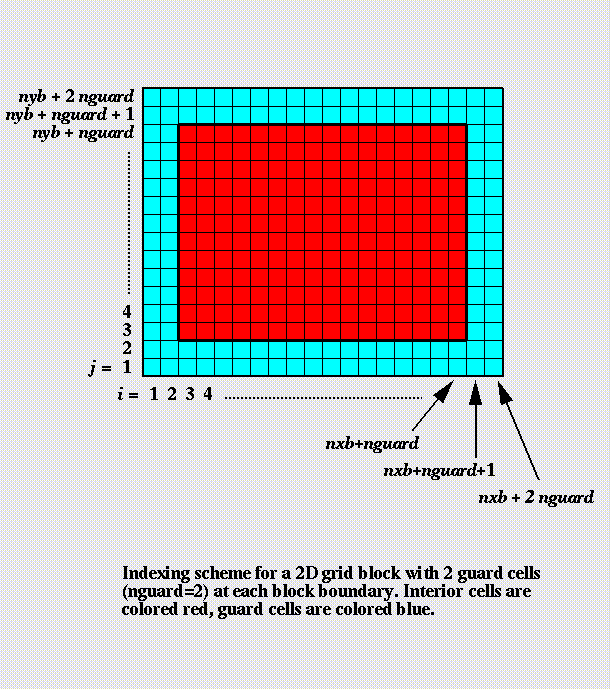 nyb + 2 nguard
nyb + nguard + 1
nyb + nguard
4
3
2
j = 1
i = 1 2 3 4
nxb+nguard
nxb+nguard+1
nxb + 2 nguard
Indexing scheme for a 2D grid block with 2 guard cells
(nguard=2) at each block boundary. Interior cells are
colored red, guard cells are colored blue.